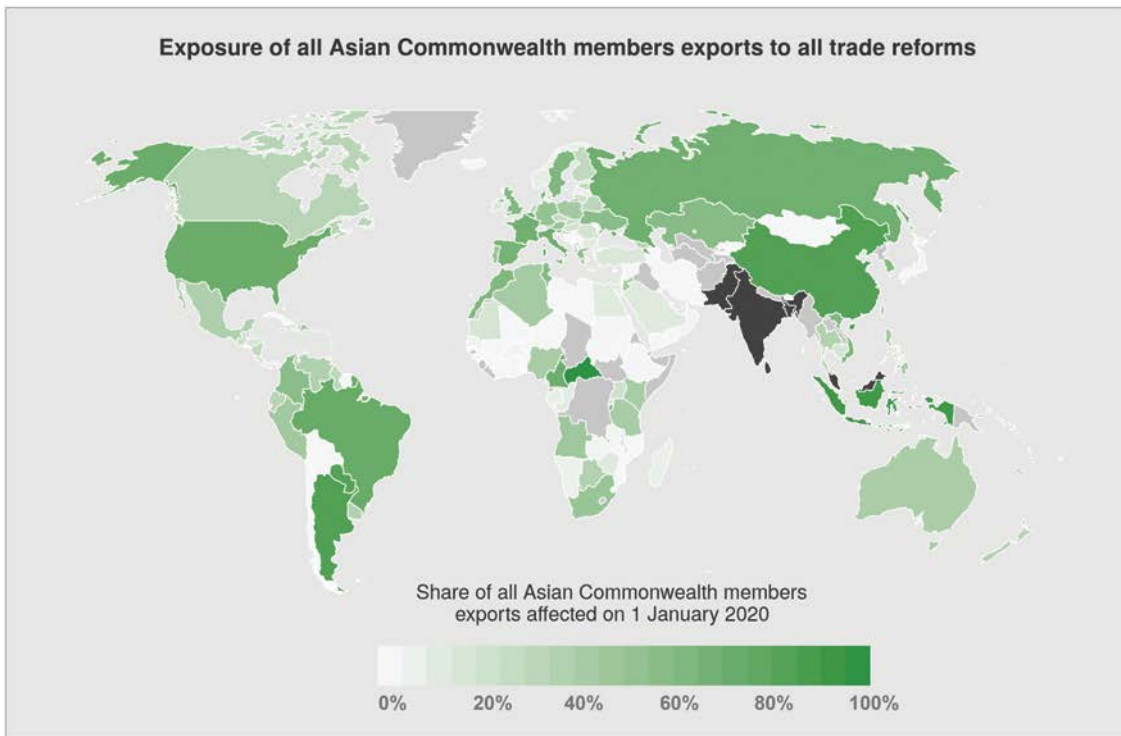 Exposure of all Asian Commonwealth members exports to all trade reforms
Share of all Asian Commonwealth members
exports affected on 1 January 2020
0% 20% 40% 60% 80% 100%